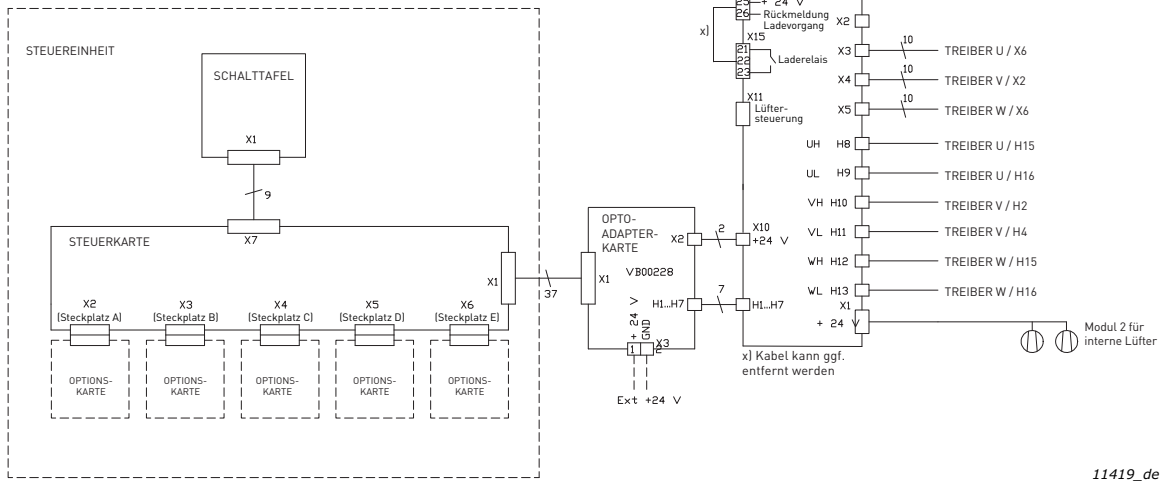 STEUEREINHEIT
SCHALTTAFEL
X1
9
X7
STEUERKARTE
X1
X2
(Steckplatz A)
X3
(Steckplatz B)
X4
(Steckplatz C)
X5
(Steckplatz D)
X6
(Steckplatz E)
OPTIONS-
KARTE
OPTIONS-
KARTE
OPTIONS-
KARTE
OPTIONS-
KARTE
OPTIONS-
KARTE
37
OPTO-
ADAPTER-
KARTE
X1
VB00228
X2
2
H1...H7
7
+ 24 V
GND
X3
1 2
Ext +24 V
25 + 24 V
26 Rückmeldung
Ladevorgang
x)
X15
21
22
23
Laderelais
X11
Lüfter-
steuerung
X10
+24 V
H1...H7
X2
X3 10 TREIBER U / X6
X4 10 TREIBER V / X2
X5 10 TREIBER W / X6
UH H8 TREIBER U / H15
UL H9 TREIBER U / H16
VH H10 TREIBER V / H2
VL H11 TREIBER V / H4
WH H12 TREIBER W / H15
WL H13 TREIBER W / H16
X1
+ 24 V
Modul 2 für
interne Lüfter
x) Kabel kann ggf.
entfernt werden
11419_de